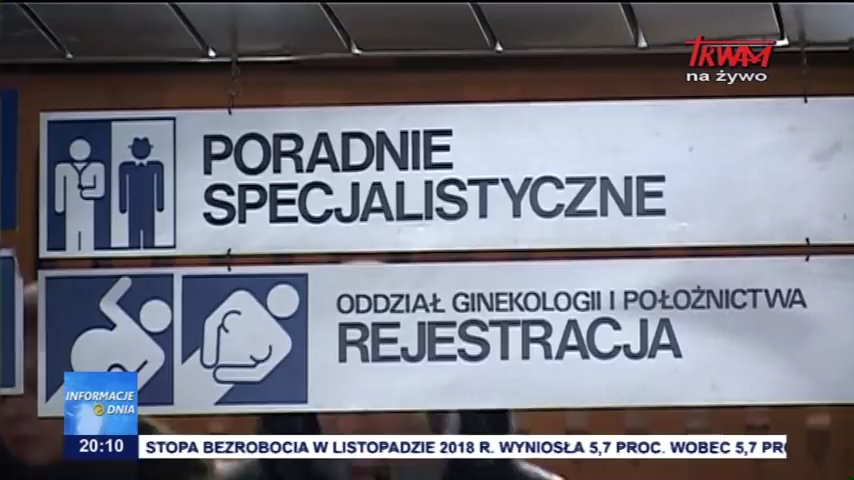 TRWAM
na żywo
PORADNIE
SPECJALISTYCZNE
ODDZIAŁ GINEKOLOGII I POŁOŻNICTWA
REJESTRACJA
INFORMACJE
DNIA
20:10
STOPA BEZROBOCIA W LISTOPADZIE 2018 R. WYNIOSŁA 5,7 PROC. WOBEC 5,7